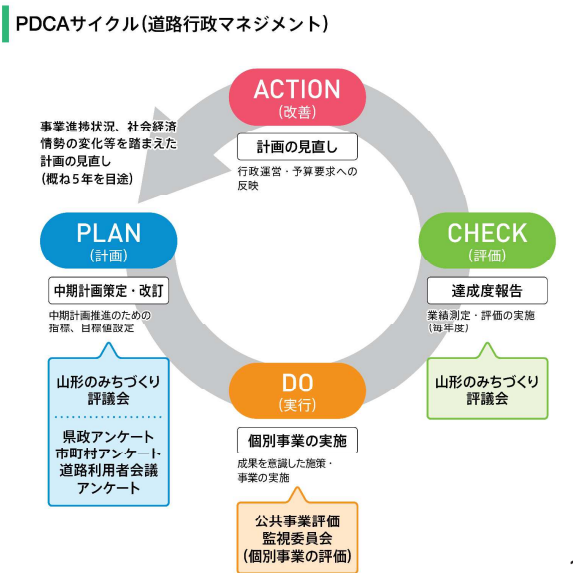 PDCAサイクル(道路行政マネジメント)
ACTION
(改善)
計画の見直し
行政運営・予算要求への
反映
事業進捗状況、社会経済
情勢の変化等を踏まえた
計画の見直し
(概ね5年を目途)
PLAN
(計画)
中期計画策定・改訂
中期計画推進のための
指標、目標値設定
山形のみちづくり
評議会
県政アンケート
市町村アンケート
道路利用者会議
アンケート
CHECK
(評価)
達成度報告
業績測定・評価の実施
(毎年度)
山形のみちづくり
評議会
DO
(実行)
個別事業の実施
成果を意識した施策・
事業の実施
公共事業評価
監視委員会
(個別事業の評価)